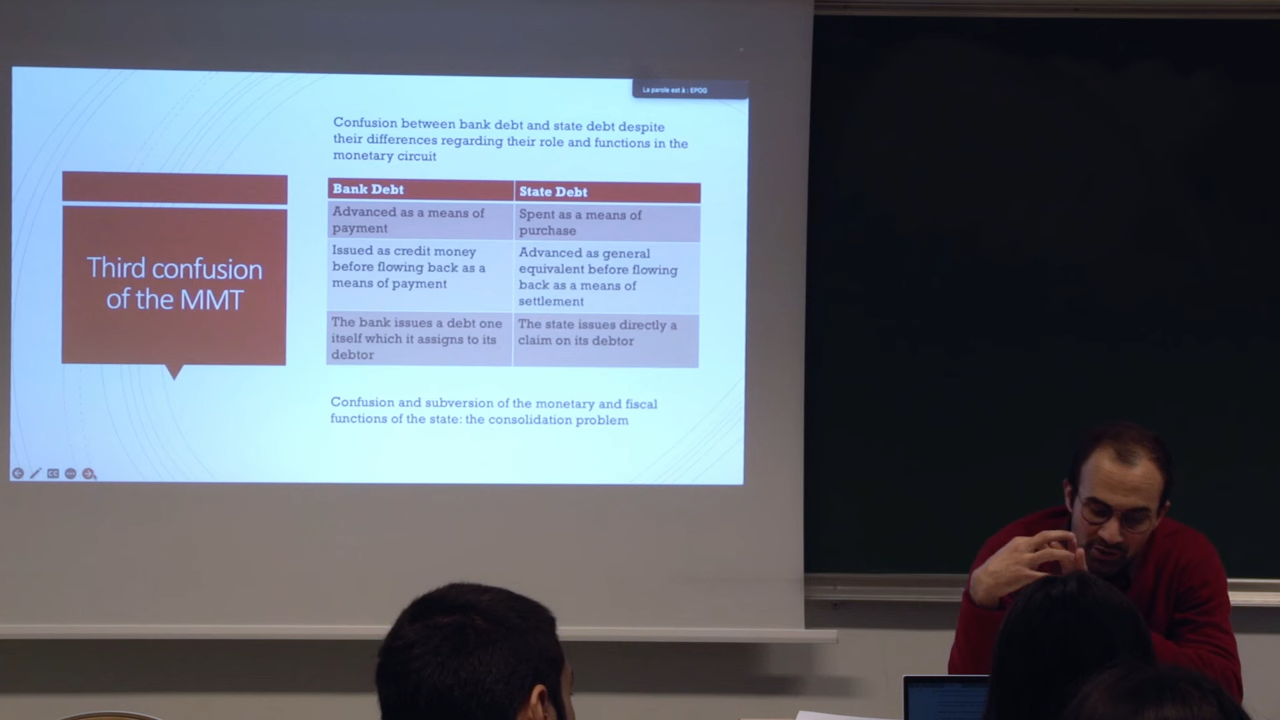 La parole est à : EPOG
Confusion between bank debt and state debt despite
their differences regarding their role and functions in the
monetary circuit
Third confusion
of the MMT
Bank Debt
State Debt
Advanced as a means of
payment
Spent as a means of
purchase
Issued as credit money
before flowing back as a
means of payment
Advanced as general
equivalent before flowing
back as a means of
settlement
The bank issues a debt one
itself which it assigns to its
debtor
The state issues directly a
claim on its debtor
Confusion and subversion of the monetary and fiscal
functions of the state: the consolidation problem